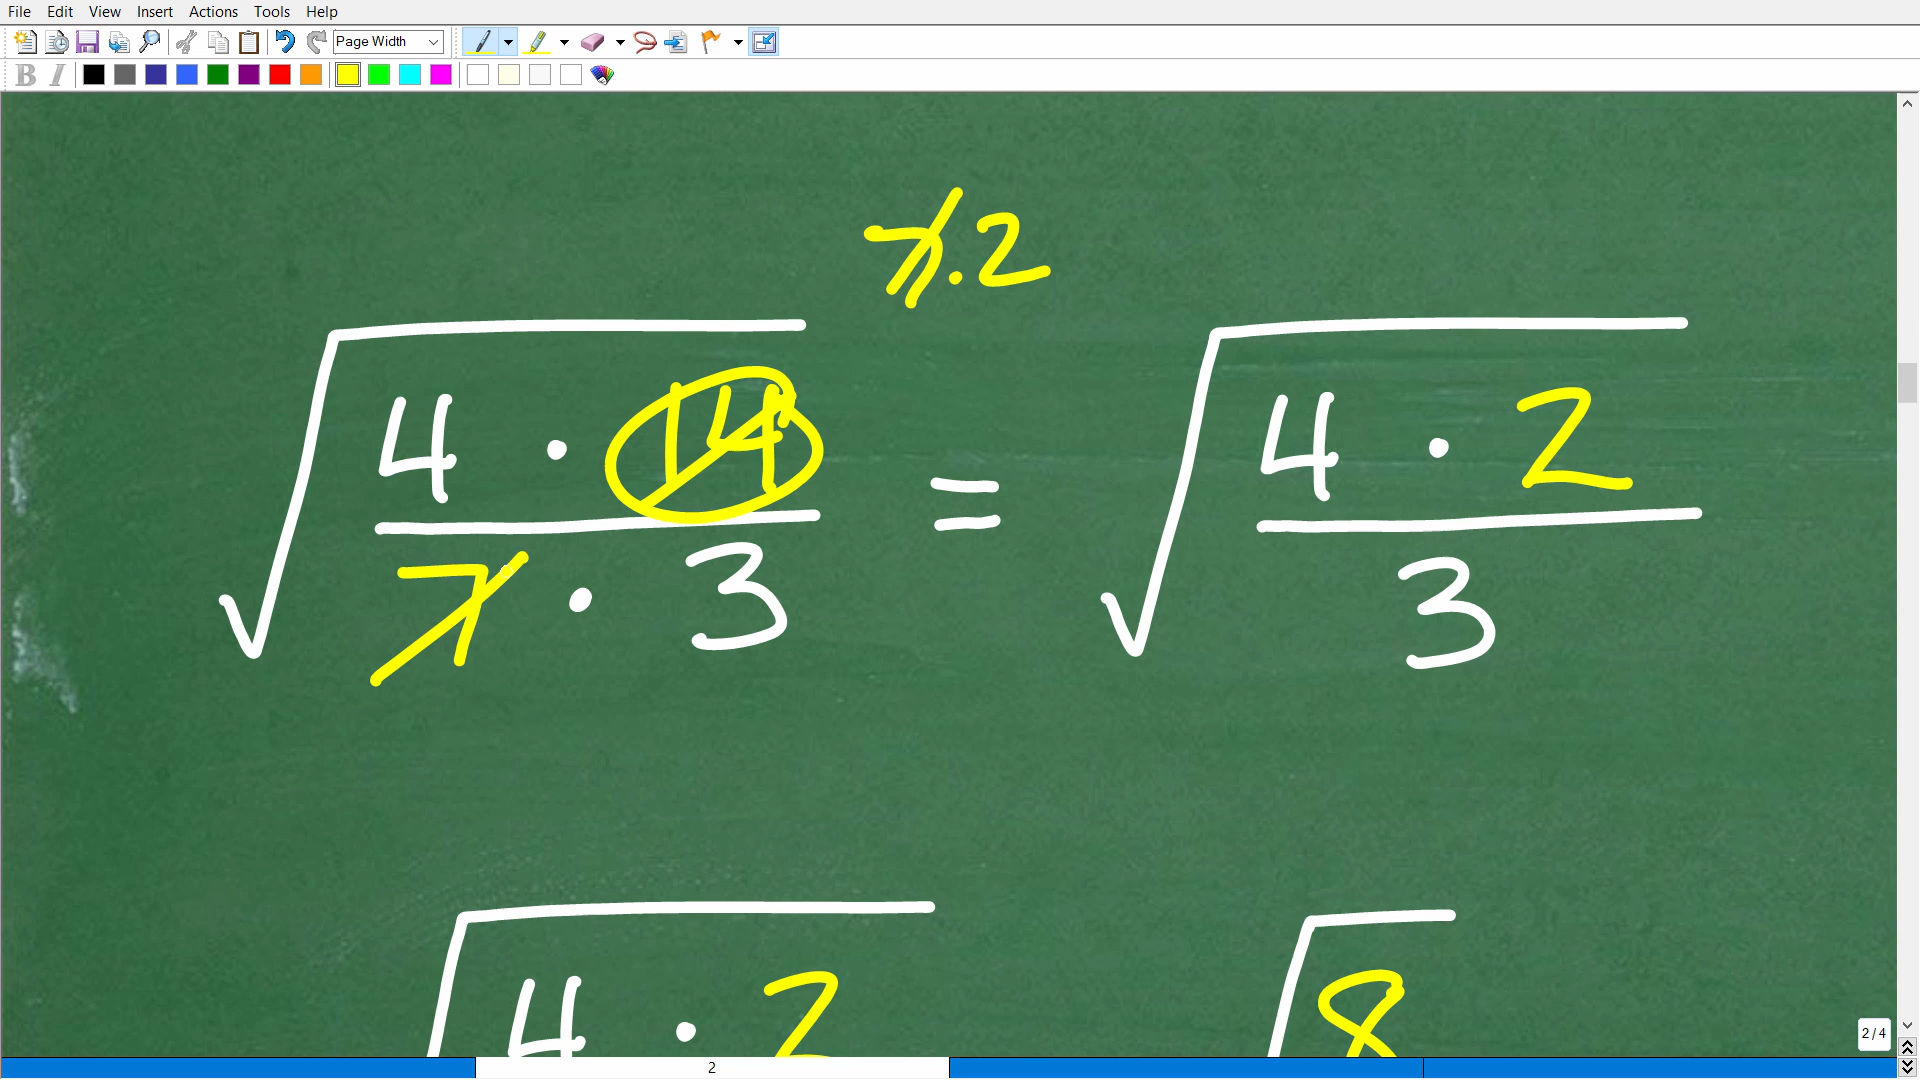 File Edit View Insert Actions Tools Help
Page Width
B I
7.2
√(4 · 14 / 7 · 3) = √(4 · 2 / 3)
√4 · 2 √8
2 / 4
2